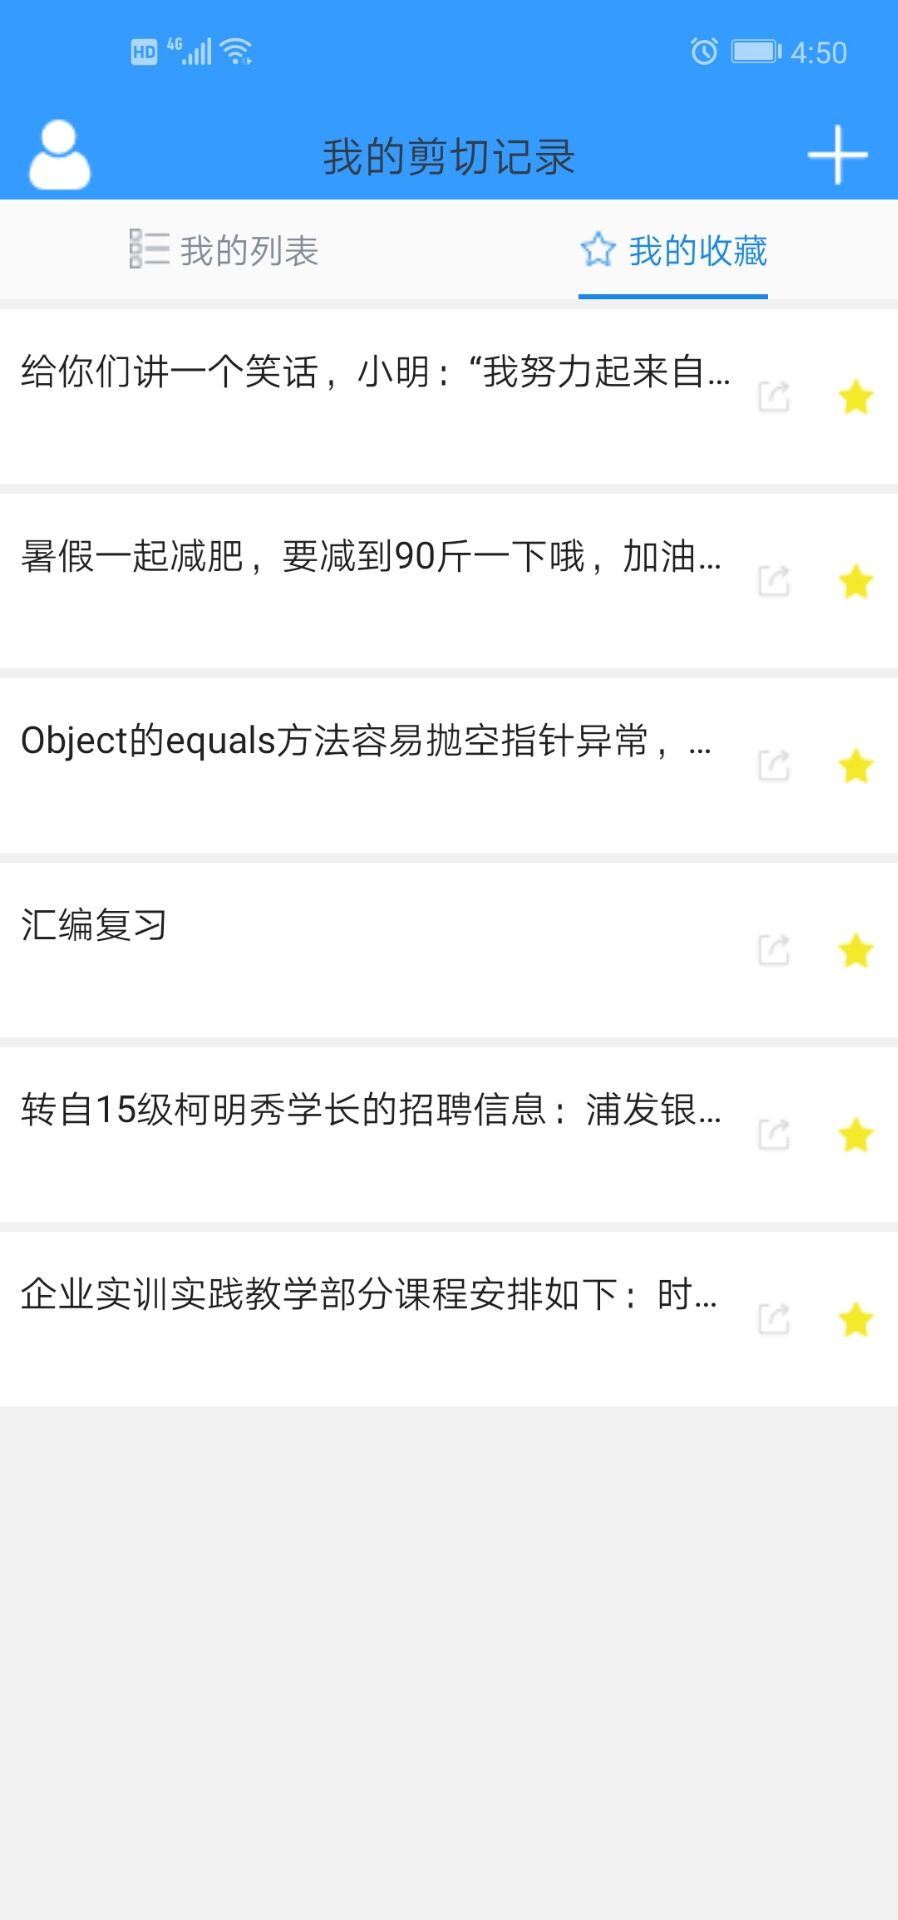 HD 4G 4:50
我的剪切记录
我的列表 我的收藏
给你们讲一个笑话，小明：“我努力起来自...
暑假一起减肥，要减到90斤一下哦，加油...
Object的equals方法容易抛空指针异常，...
汇编复习
转自15级柯明秀学长的招聘信息：浦发银...
企业实训实践教学部分课程安排如下：时...